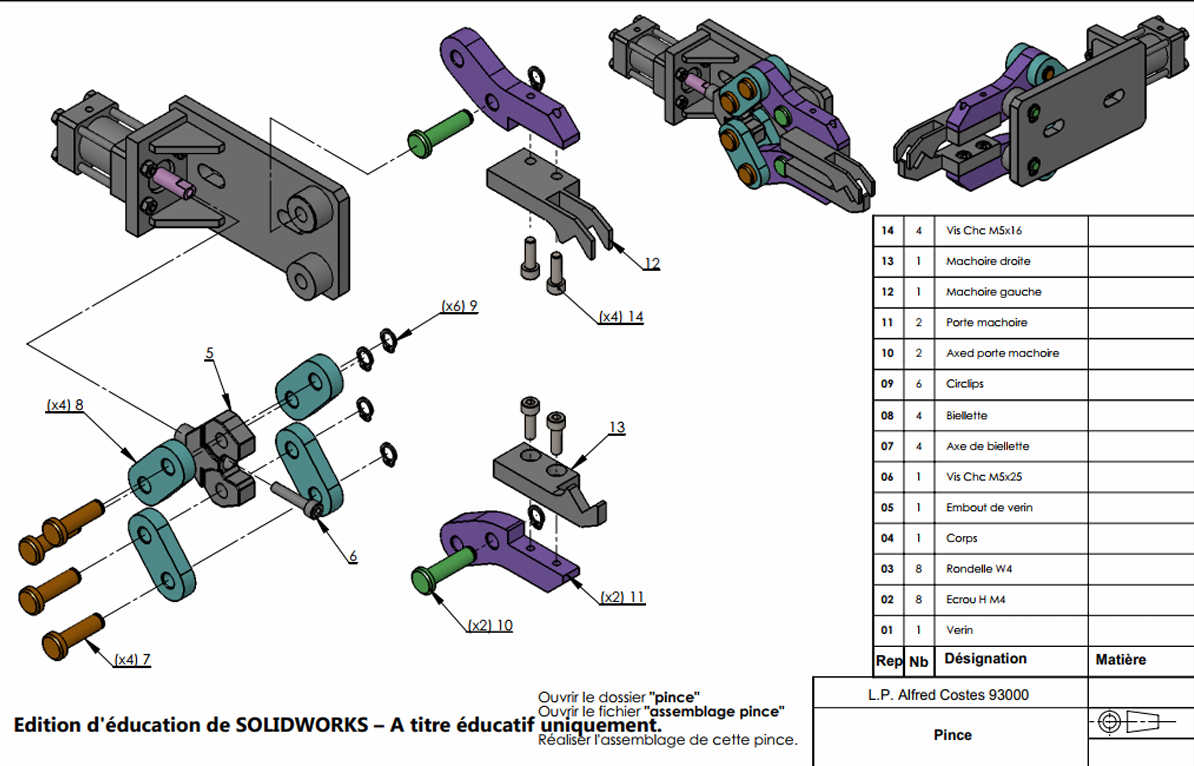 12
(x4) 14
(x6) 9
5
(x4) 8
13
6
(x2) 11
(x2) 10
(x4) 7
14 4 Vis Chc M5x16
13 1 Machoire droite
12 1 Machoire gauche
11 2 Porte machoire
10 2 Axed porte machoire
09 6 Circlips
08 4 Biellette
07 4 Axe de biellette
06 1 Vis Chc M5x25
05 1 Embout de verin
04 1 Corps
03 8 Rondelle W4
02 8 Ecrou H M4
01 1 Verin
Rep Nb Désignation Matière
L.P. Alfred Costes 93000
Pince
Ouvrir le dossier "pince"
Ouvrir le fichier "assemblage pince"
Edition d'éducation de SOLIDWORKS – A titre éducatif uniquement.
Réaliser l'assemblage de cette pince.